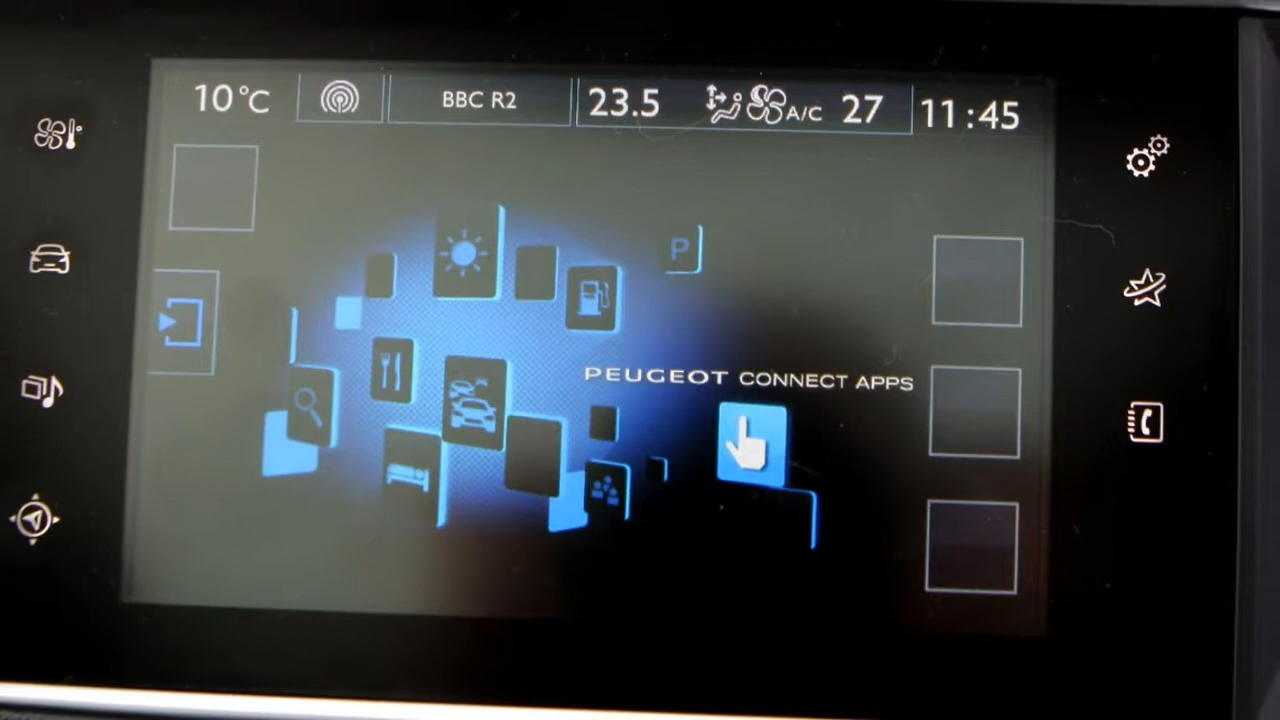 10°C
BBC R2
23.5
A/C
27
11:45
P
PEUGEOT CONNECT APPS